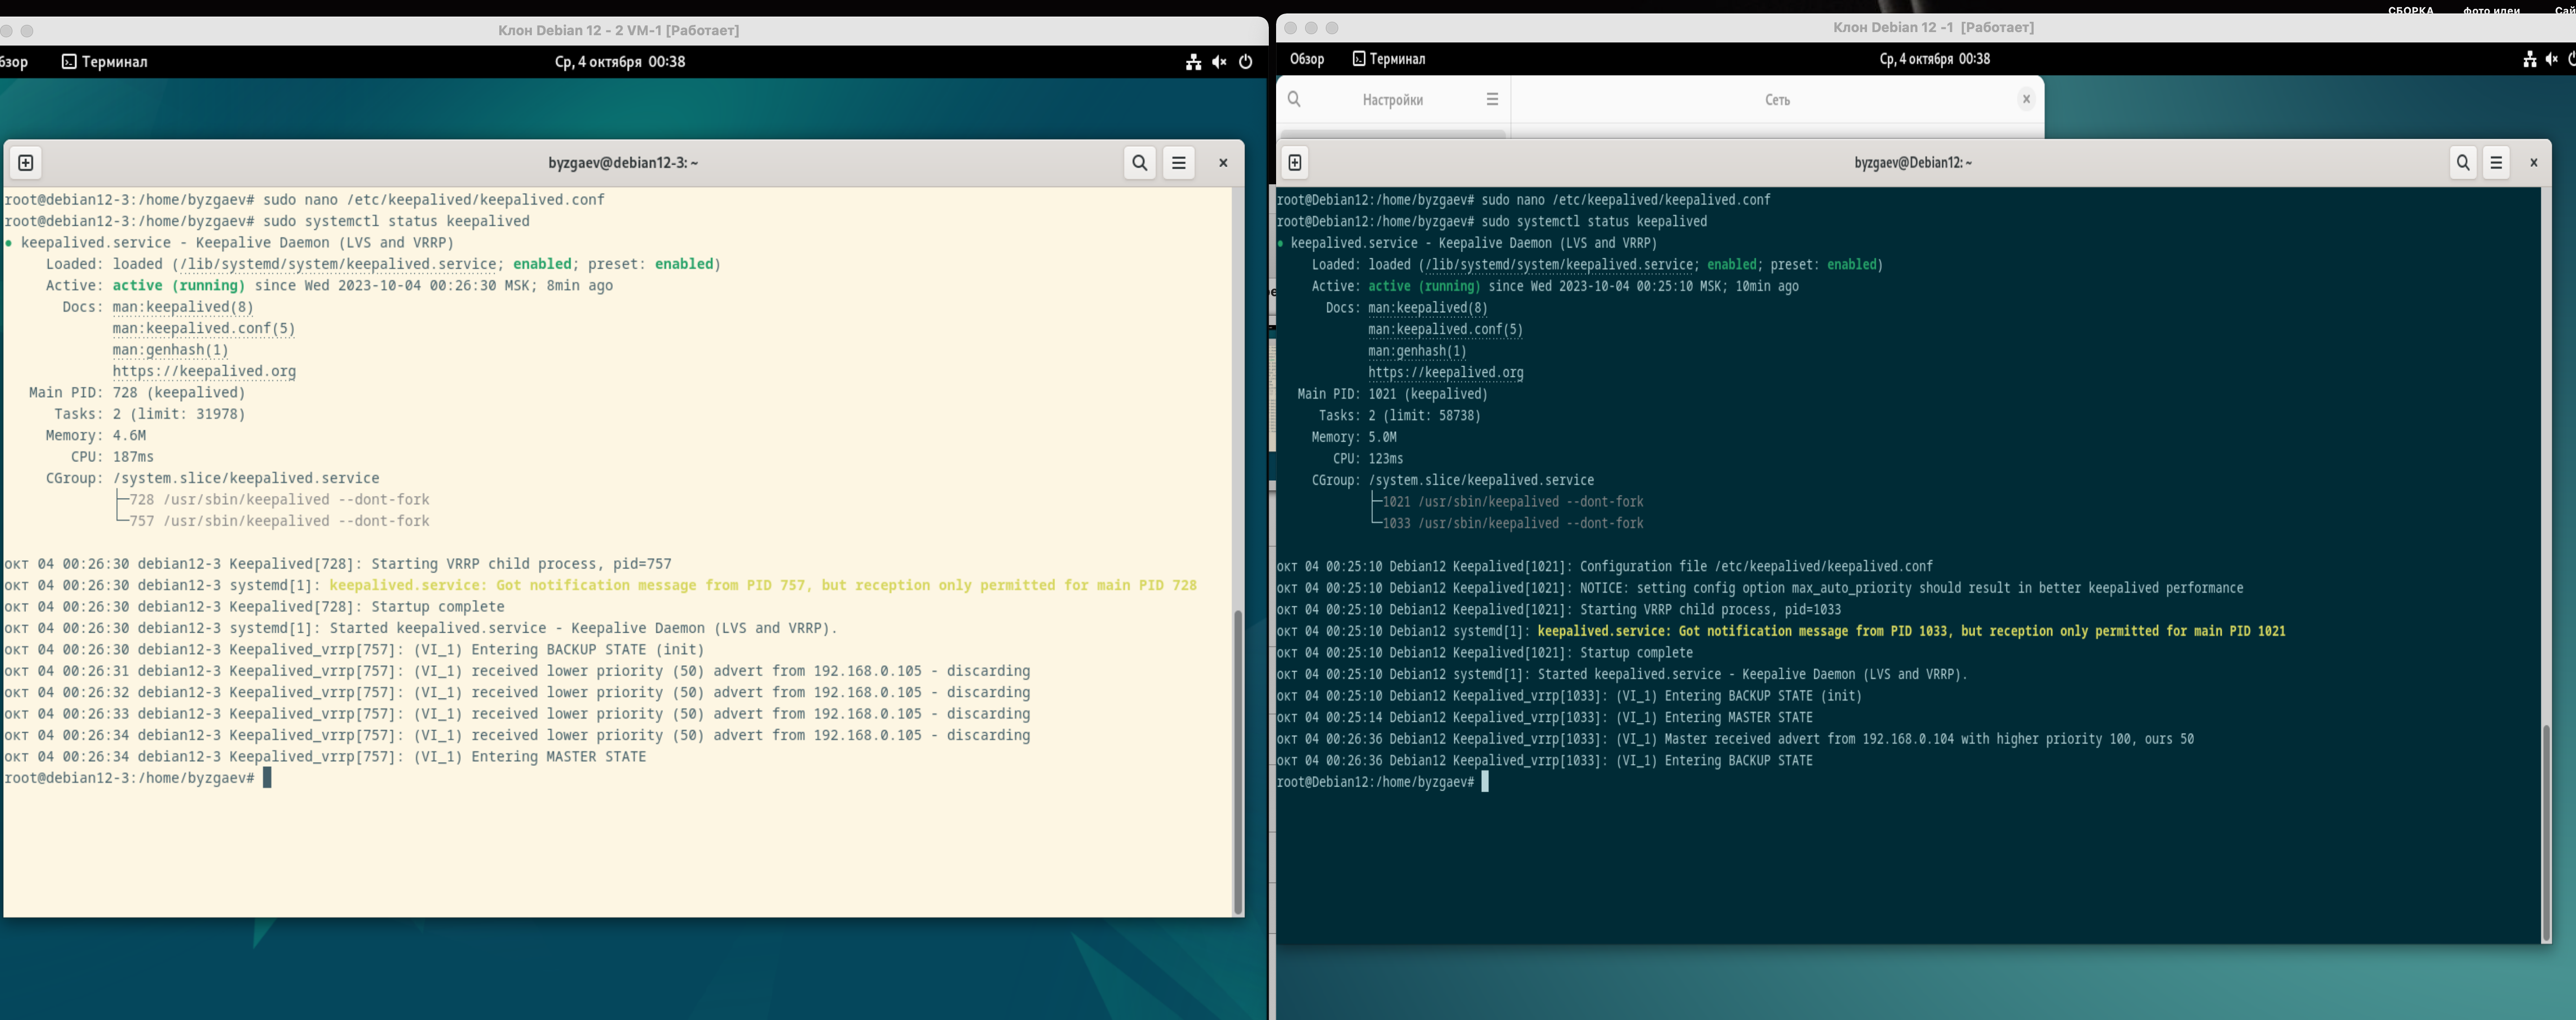 СБОРКА фото идеи
Клон Debian 12 - 2 VM-1 [Работает]
Терминал Ср, 4 октября 00:38
byzgaev@debian12-3: ~
root@debian12-3:/home/byzgaev# sudo nano /etc/keepalived/keepalived.conf
root@debian12-3:/home/byzgaev# sudo systemctl status keepalived
● keepalived.service - Keepalive Daemon (LVS and VRRP)
Loaded: loaded (/lib/systemd/system/keepalived.service; enabled; preset: enabled)
Active: active (running) since Wed 2023-10-04 00:26:30 MSK; 8min ago
Docs: man:keepalived(8)
man:keepalived.conf(5)
man:genhash(1)
https://keepalived.org
Main PID: 728 (keepalived)
Tasks: 2 (limit: 31978)
Memory: 4.6M
CPU: 187ms
CGroup: /system.slice/keepalived.service
├─728 /usr/sbin/keepalived --dont-fork
└─757 /usr/sbin/keepalived --dont-fork
окт 04 00:26:30 debian12-3 Keepalived[728]: Starting VRRP child process, pid=757
окт 04 00:26:30 debian12-3 systemd[1]: keepalived.service: Got notification message from PID 757, but reception only permitted for main PID 728
окт 04 00:26:30 debian12-3 Keepalived[728]: Startup complete
окт 04 00:26:30 debian12-3 systemd[1]: Started keepalived.service - Keepalive Daemon (LVS and VRRP).
окт 04 00:26:30 debian12-3 Keepalived_vrrp[757]: (VI_1) Entering BACKUP STATE (init)
окт 04 00:26:31 debian12-3 Keepalived_vrrp[757]: (VI_1) received lower priority (50) advert from 192.168.0.105 - discarding
окт 04 00:26:32 debian12-3 Keepalived_vrrp[757]: (VI_1) received lower priority (50) advert from 192.168.0.105 - discarding
окт 04 00:26:33 debian12-3 Keepalived_vrrp[757]: (VI_1) received lower priority (50) advert from 192.168.0.105 - discarding
окт 04 00:26:34 debian12-3 Keepalived_vrrp[757]: (VI_1) received lower priority (50) advert from 192.168.0.105 - discarding
окт 04 00:26:34 debian12-3 Keepalived_vrrp[757]: (VI_1) Entering MASTER STATE
root@debian12-3:/home/byzgaev#
Клон Debian 12 -1 [Работает]
Обзор Терминал Ср, 4 октября 00:38
Настройки Сеть
byzgaev@Debian12: ~
root@Debian12:/home/byzgaev# sudo nano /etc/keepalived/keepalived.conf
root@Debian12:/home/byzgaev# sudo systemctl status keepalived
● keepalived.service - Keepalive Daemon (LVS and VRRP)
Loaded: loaded (/lib/systemd/system/keepalived.service; enabled; preset: enabled)
Active: active (running) since Wed 2023-10-04 00:25:10 MSK; 10min ago
Docs: man:keepalived(8)
man:keepalived.conf(5)
man:genhash(1)
https://keepalived.org
Main PID: 1021 (keepalived)
Tasks: 2 (limit: 58738)
Memory: 5.0M
CPU: 123ms
CGroup: /system.slice/keepalived.service
├─1021 /usr/sbin/keepalived --dont-fork
└─1033 /usr/sbin/keepalived --dont-fork
окт 04 00:25:10 Debian12 Keepalived[1021]: Configuration file /etc/keepalived/keepalived.conf
окт 04 00:25:10 Debian12 Keepalived[1021]: NOTICE: setting config option max_auto_priority should result in better keepalived performance
окт 04 00:25:10 Debian12 Keepalived[1021]: Starting VRRP child process, pid=1033
окт 04 00:25:10 Debian12 systemd[1]: keepalived.service: Got notification message from PID 1033, but reception only permitted for main PID 1021
окт 04 00:25:10 Debian12 Keepalived[1021]: Startup complete
окт 04 00:25:10 Debian12 systemd[1]: Started keepalived.service - Keepalive Daemon (LVS and VRRP).
окт 04 00:25:10 Debian12 Keepalived_vrrp[1033]: (VI_1) Entering BACKUP STATE (init)
окт 04 00:25:14 Debian12 Keepalived_vrrp[1033]: (VI_1) Entering MASTER STATE
окт 04 00:26:36 Debian12 Keepalived_vrrp[1033]: (VI_1) Master received advert from 192.168.0.104 with higher priority 100, ours 50
окт 04 00:26:36 Debian12 Keepalived_vrrp[1033]: (VI_1) Entering BACKUP STATE
root@Debian12:/home/byzgaev#